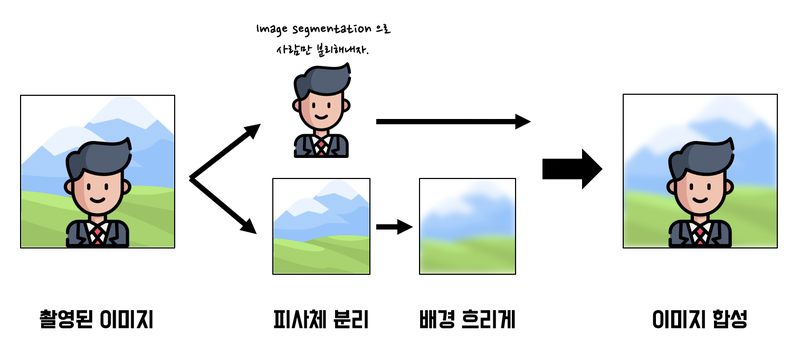 Image segmentation 으로
사람만 분리해내자.
촬영된 이미지
피사체 분리
배경 흐리게
이미지 합성